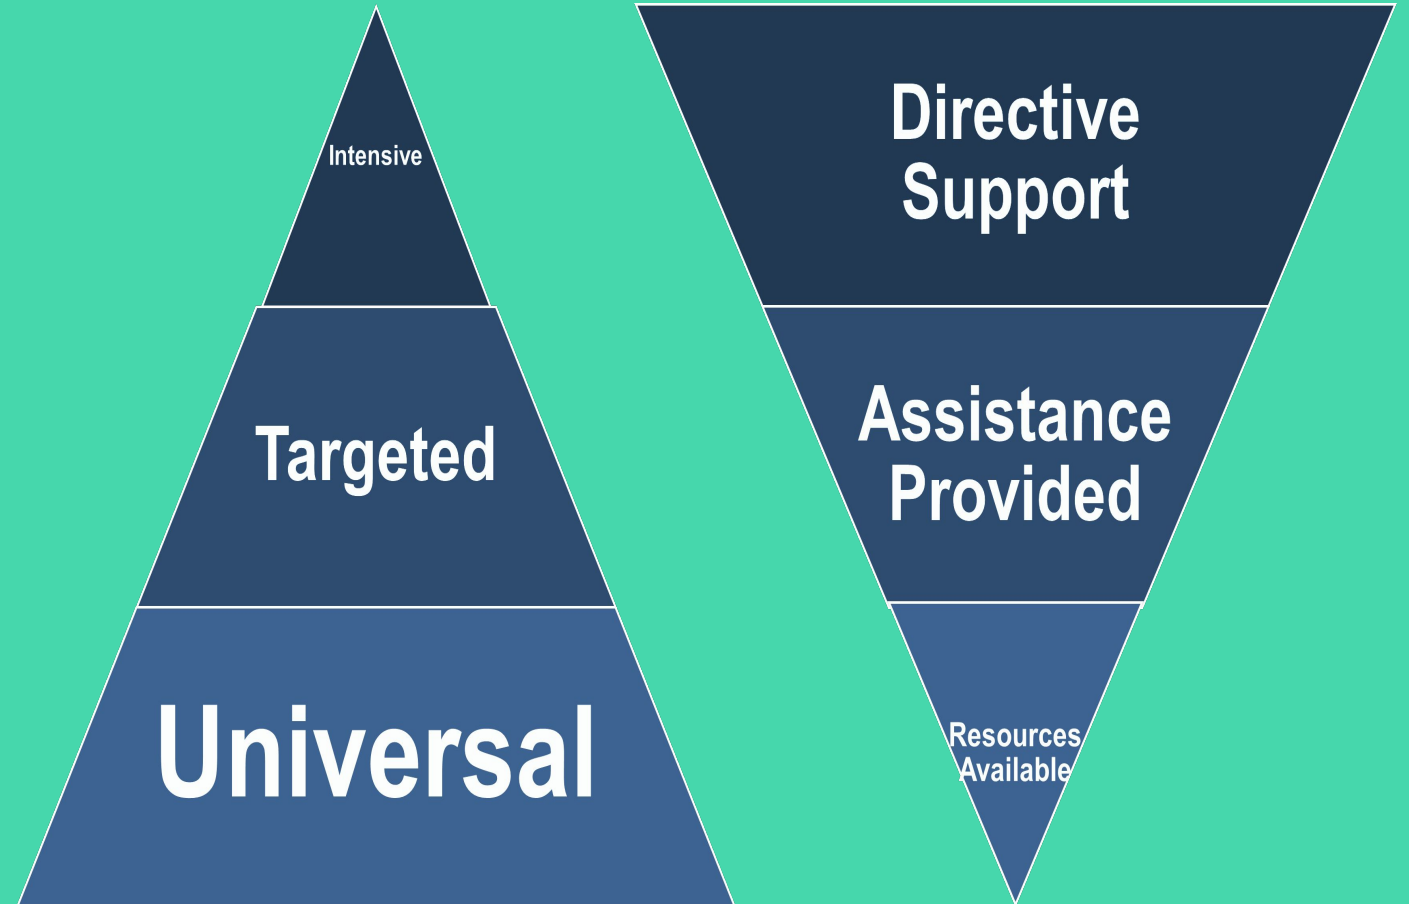 Intensive
Targeted
Universal
Directive
Support
Assistance
Provided
Resources
Available